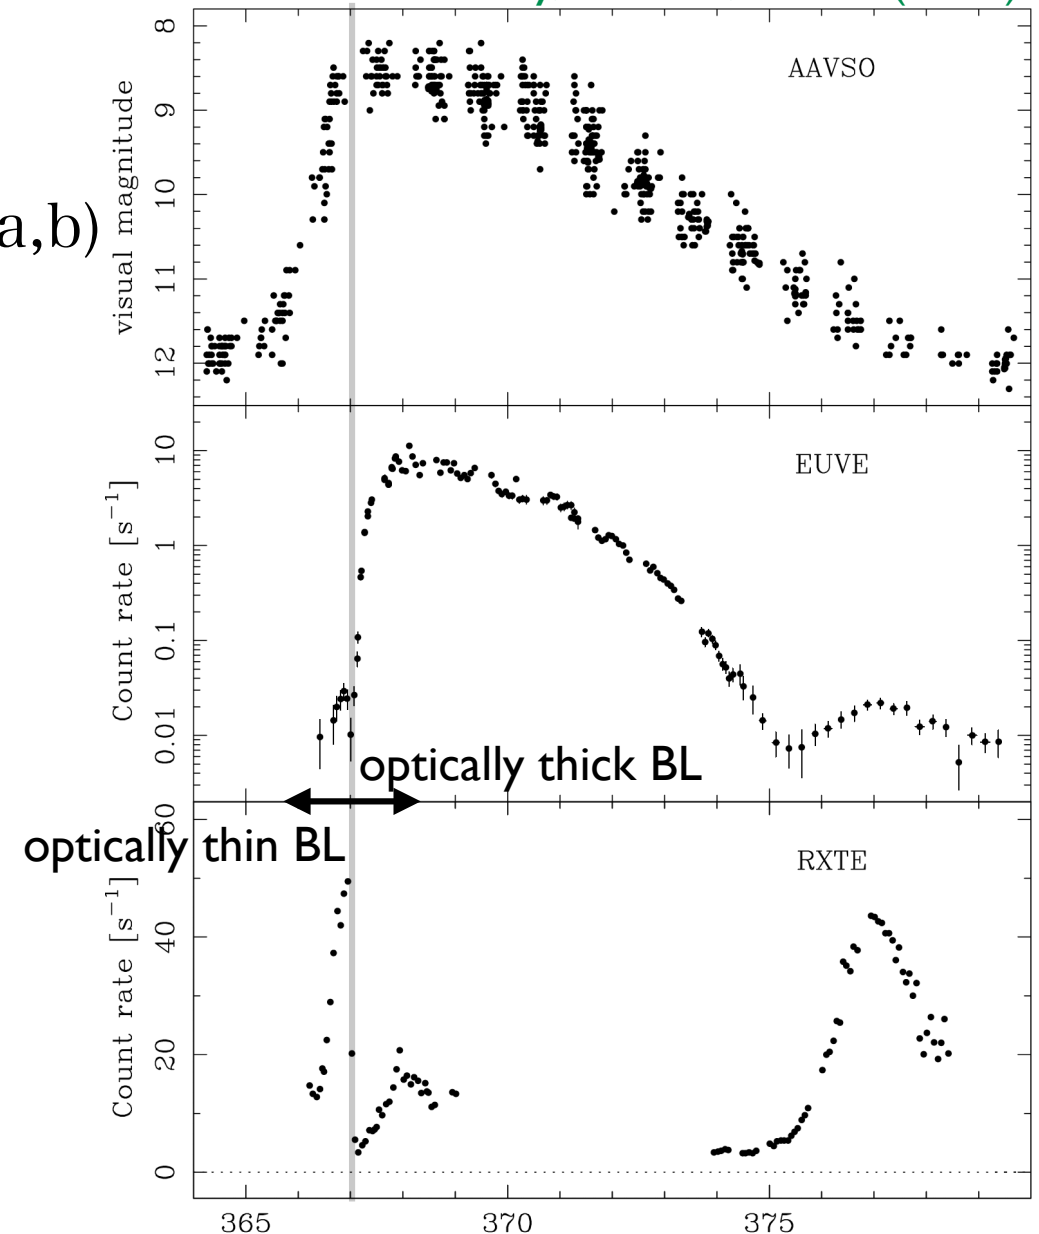 8
9
10
11
12
visual magnitude
AAVSO
a,b)
10
1
0.1
0.01
Count rate [s⁻¹]
EUVE
optically thick BL
optically thin BL
60
40
20
0
Count rate [s⁻¹]
RXTE
365
370
375